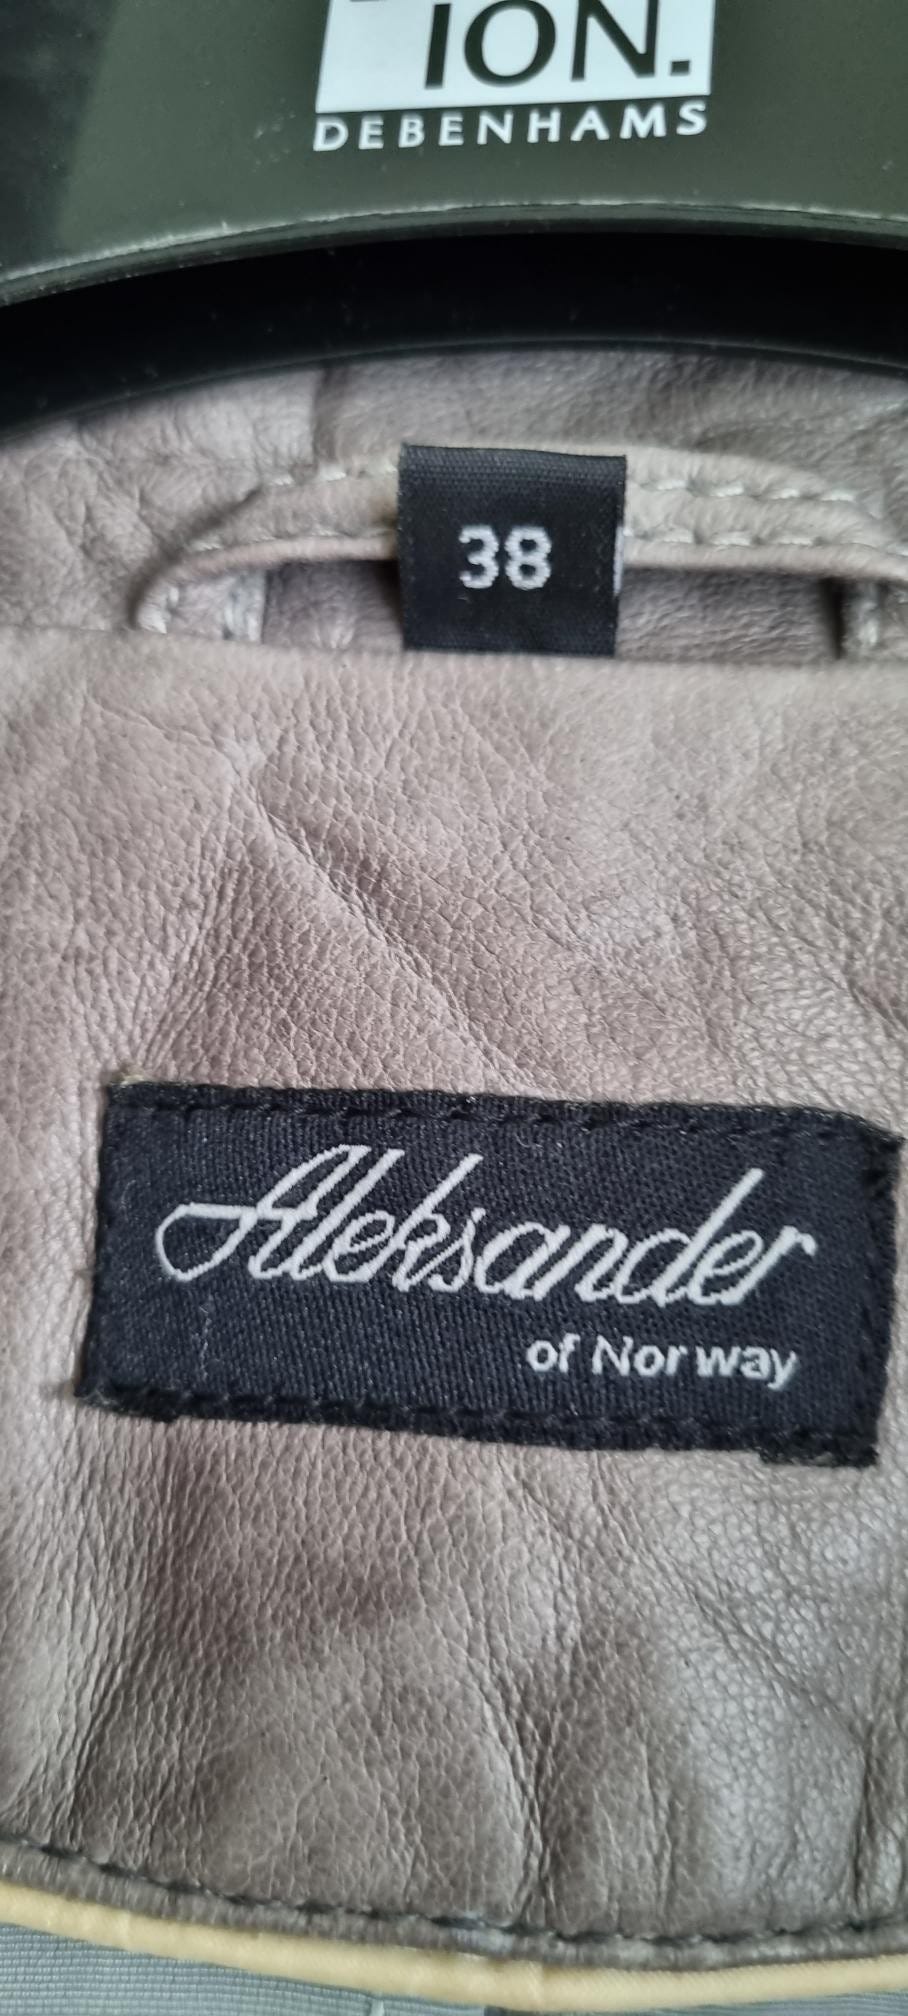 ION.
DEBENHAMS
38
Aleksander
of Norway